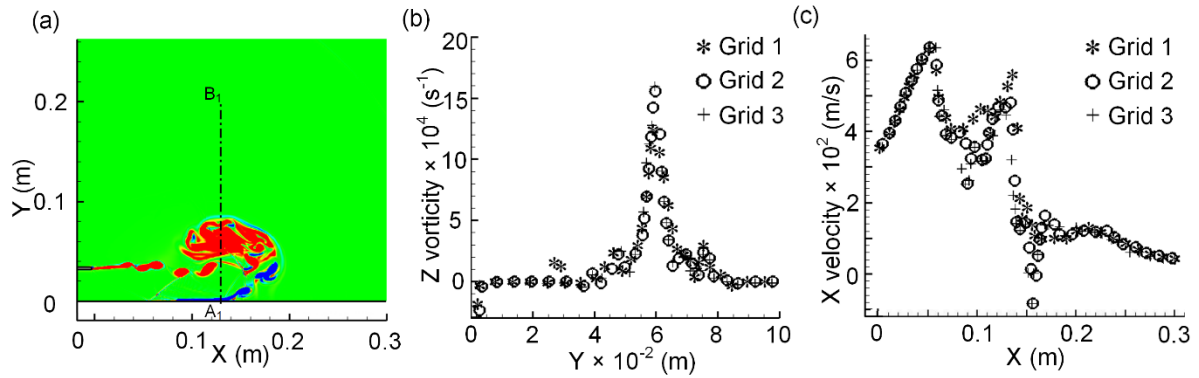 (a)
Y (m)
0.2
0.1
0
B₁
A₁
0 0.1 0.2 0.3
X (m)
(b)
Z vorticity × 10⁴ (s⁻¹)
20
15
10
5
0
Grid 1
Grid 2
Grid 3
0 2 4 6 8 10
Y × 10⁻² (m)
(c)
X velocity × 10² (m/s)
6
4
2
0
Grid 1
Grid 2
Grid 3
0 0.1 0.2 0.3
X (m)